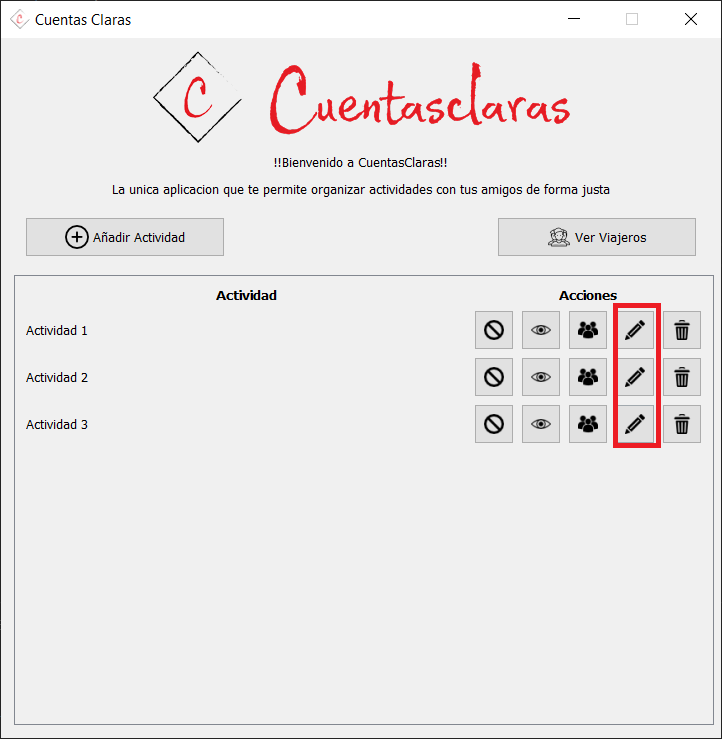 Cuentas Claras
C Cuentasclaras
!!Bienvenido a CuentasClaras!!
La unica aplicacion que te permite organizar actividades con tus amigos de forma justa
Añadir Actividad Ver Viajeros
Actividad Acciones
Actividad 1
Actividad 2
Actividad 3